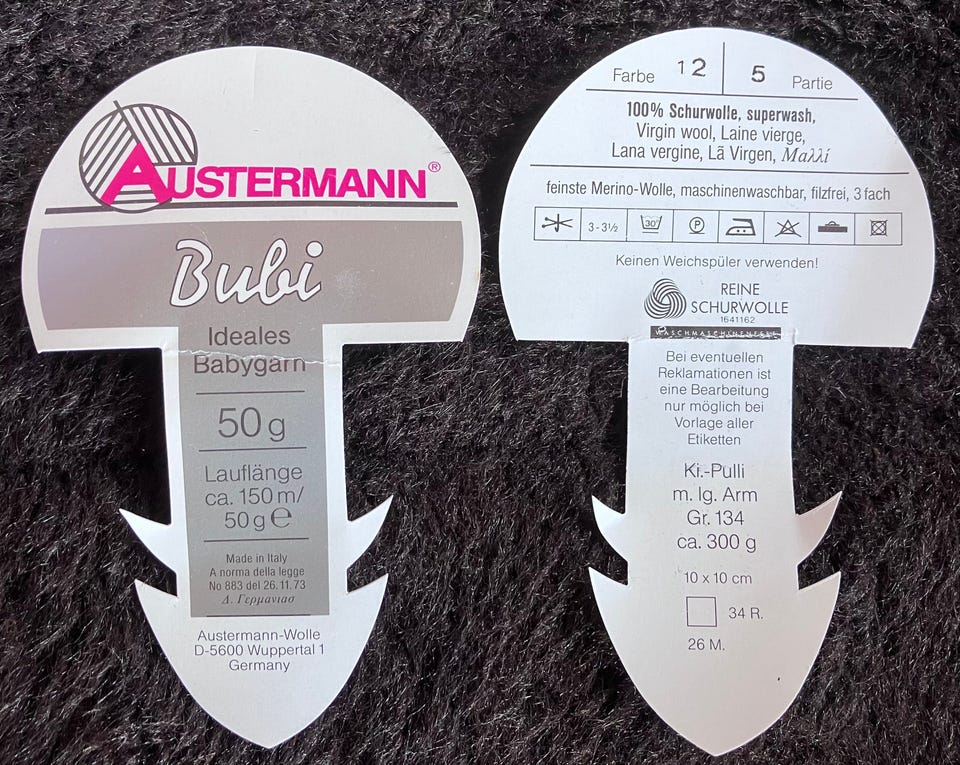 AUSTERMANN®
Bubi
Ideales
Babygarn
50 g
Lauflänge
ca. 150 m/
50 g ℮
Made in Italy
A norma della legge
No 883 del 26.11.73
Δ. Γερμανιασ
Austermann-Wolle
D-5600 Wuppertal 1
Germany
Farbe 12 5 Partie
100% Schurwolle, superwash,
Virgin wool, Laine vierge,
Lana vergine, Lã Virgen, Μαλλί
feinste Merino-Wolle, maschinenwaschbar, filzfrei, 3 fach
3 - 3½ 30° P
Keinen Weichspüler verwenden!
REINE
SCHURWOLLE
1641162
WASCHMASCHINENFEST
Bei eventuellen
Reklamationen ist
eine Bearbeitung
nur möglich bei
Vorlage aller
Etiketten
Ki.-Pulli
m. lg. Arm
Gr. 134
ca. 300 g
10 x 10 cm
34 R.
26 M.